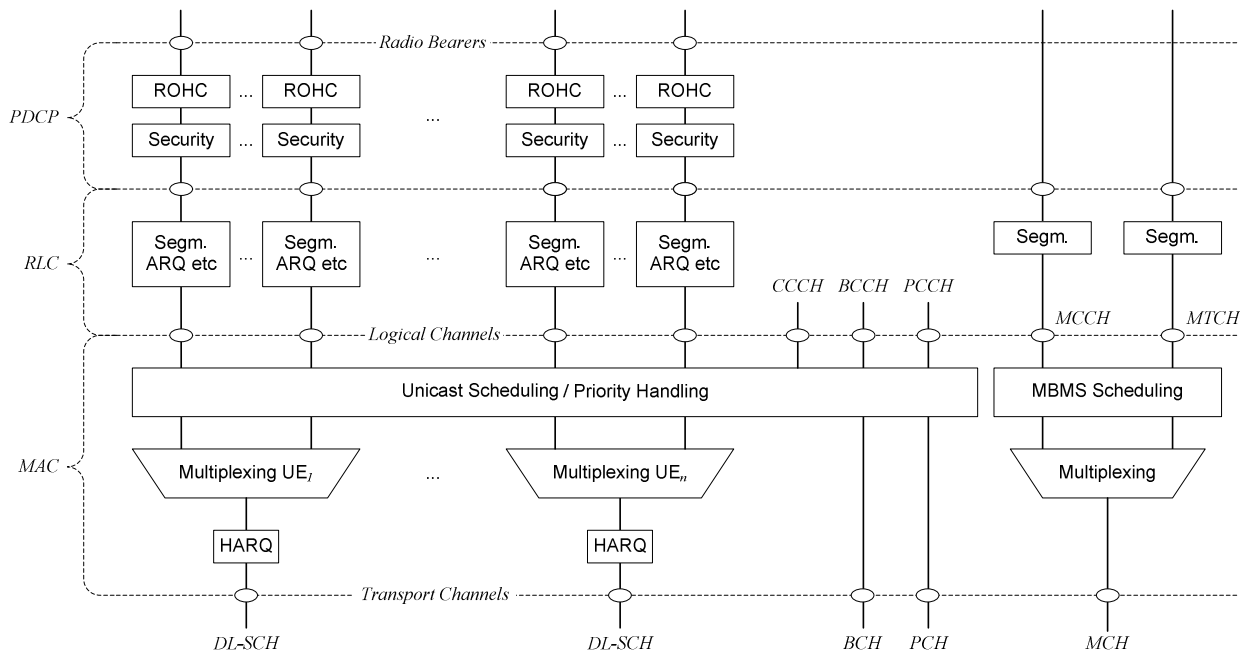 Radio Bearers
ROHC ... ROHC ROHC ... ROHC
PDCP ...
Security ... Security Security ... Security
Segm. Segm. Segm. Segm. Segm. Segm.
ARQ etc ... ARQ etc ... ARQ etc ... ARQ etc
RLC
CCCH BCCH PCCH
Logical Channels MCCH MTCH
Unicast Scheduling / Priority Handling MBMS Scheduling
MAC Multiplexing UE1 ... Multiplexing UEn Multiplexing
HARQ HARQ
Transport Channels
DL-SCH DL-SCH BCH PCH MCH